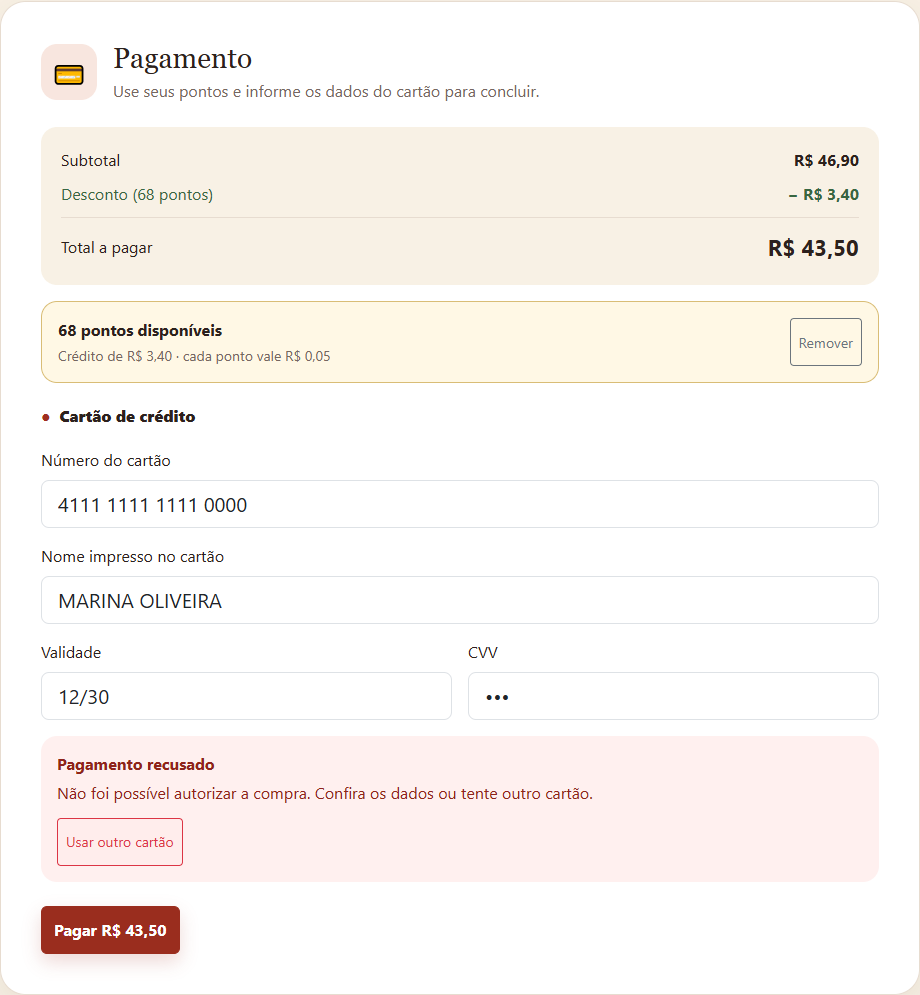 Pagamento
Use seus pontos e informe os dados do cartão para concluir.
Subtotal R$ 46,90
Desconto (68 pontos) – R$ 3,40
Total a pagar R$ 43,50
68 pontos disponíveis
Crédito de R$ 3,40 · cada ponto vale R$ 0,05
Remover
Cartão de crédito
Número do cartão
4111 1111 1111 0000
Nome impresso no cartão
MARINA OLIVEIRA
Validade CVV
12/30 •••
Pagamento recusado
Não foi possível autorizar a compra. Confira os dados ou tente outro cartão.
Usar outro cartão
Pagar R$ 43,50